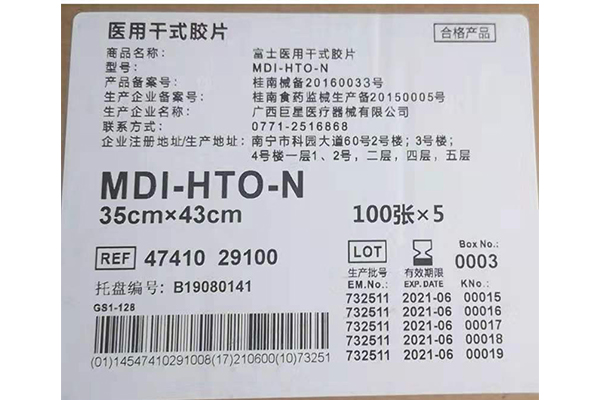 医用干式胶片
合格产品
商品名称: 富士医用干式胶片
型号: MDI-HTO-N
产品备案号: 桂南械备20160033号
生产企业备案号: 桂南食药监械生产备20150005号
生产企业名称: 广西巨星医疗器械有限公司
联系方式: 0771-2516868
企业注册地址/生产地址: 南宁市科园大道60号2号楼; 3号楼;
4号楼一层1、2号, 二层, 四层, 五层
MDI-HTO-N
35cm×43cm 100张×5
REF 47410 29100
托盘编号: B19080141
GS1-128
(01)14547410291008(17)210600(10)73251
LOT Box No.:
生产批号 有效期限 0003
EM.No.: EXP. DATE KNo.:
732511 2021-06 00015
732511 2021-06 00016
732511 2021-06 00017
732511 2021-06 00018
732511 2021-06 00019